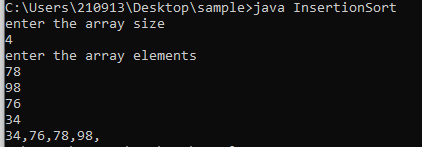 C:\Users\210913\Desktop\sample>java InsertionSort
enter the array size
4
enter the array elements
78
98
76
34
34,76,78,98,